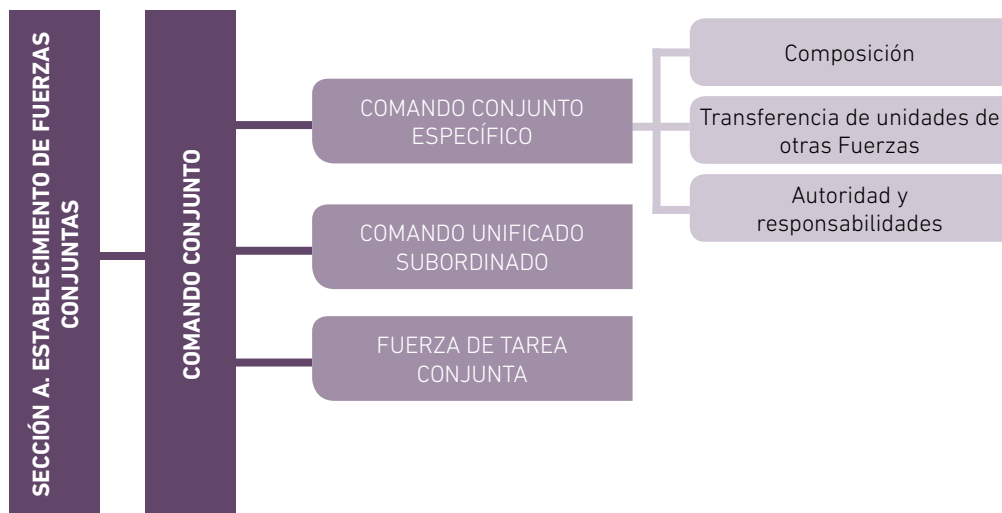 SECCIÓN A. ESTABLECIMIENTO DE FUERZAS
CONJUNTAS
COMANDO CONJUNTO
COMANDO CONJUNTO
ESPECÍFICO
Composición
Transferencia de unidades de
otras Fuerzas
Autoridad y
responsabilidades
COMANDO UNIFICADO
SUBORDINADO
FUERZA DE TAREA
CONJUNTA